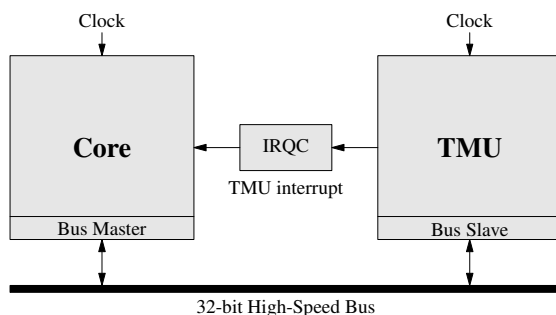 Clock
Clock
Core
IRQC
TMU
TMU interrupt
Bus Master
Bus Slave
32-bit High-Speed Bus